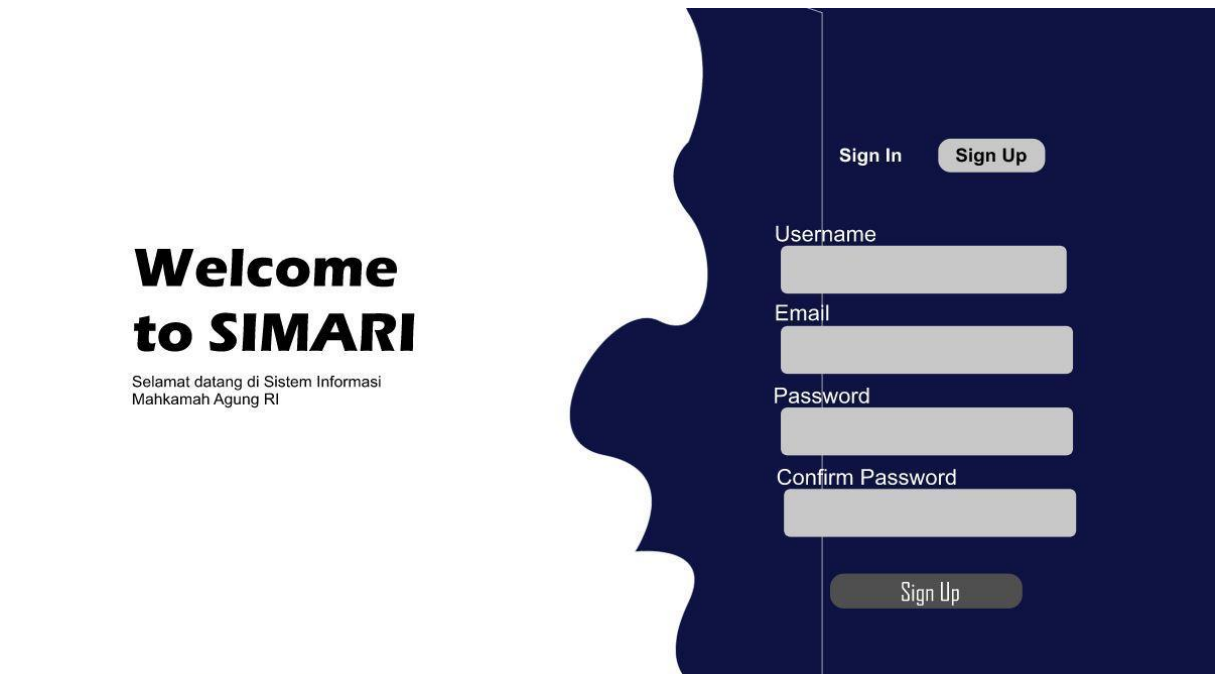 Welcome
to SIMARI
Selamat datang di Sistem Informasi
Mahkamah Agung RI
Sign In
Sign Up
Username
Email
Password
Confirm Password
Sign Up